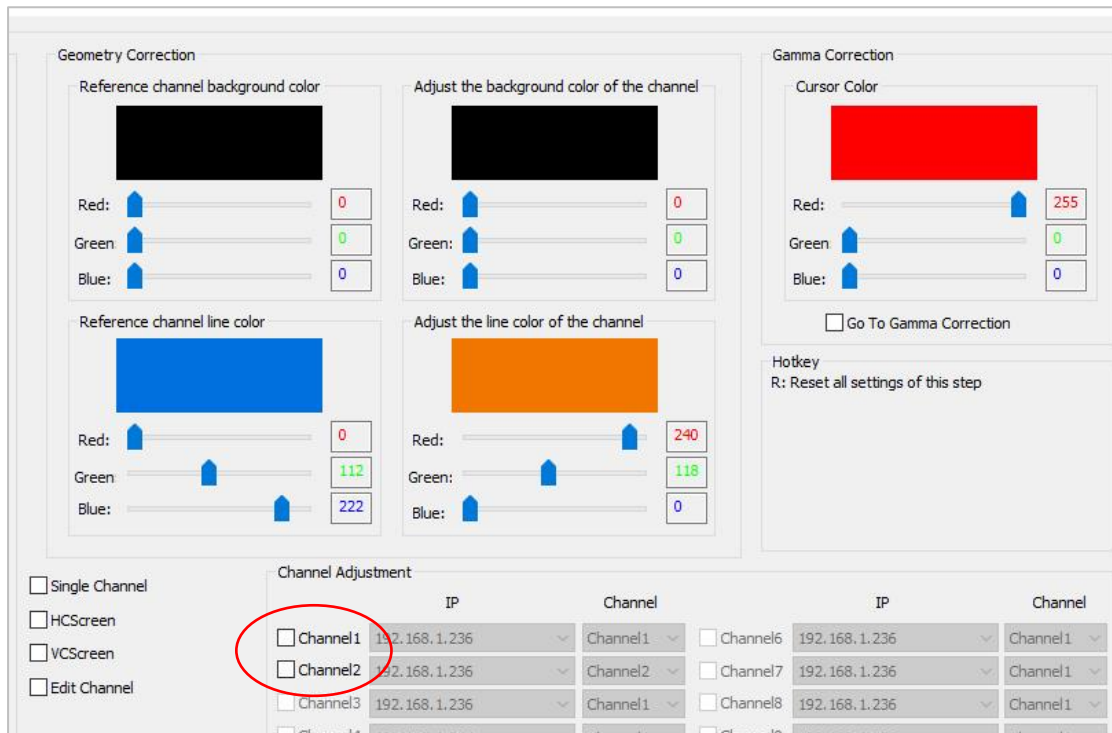 Geometry Correction
Reference channel background color
Red: 0
Green: 0
Blue: 0
Adjust the background color of the channel
Red: 0
Green: 0
Blue: 0
Reference channel line color
Red: 0
Green: 112
Blue: 222
Adjust the line color of the channel
Red: 240
Green: 118
Blue: 0
Gamma Correction
Cursor Color
Red: 255
Green: 0
Blue: 0
Go To Gamma Correction
Hotkey
R: Reset all settings of this step
Single Channel
HCScreen
VCScreen
Edit Channel
Channel Adjustment
IP Channel IP Channel
Channel1 192.168.1.236 Channel1 Channel6 192.168.1.236 Channel1
Channel2 192.168.1.236 Channel2 Channel7 192.168.1.236 Channel1
Channel3 192.168.1.236 Channel1 Channel8 192.168.1.236 Channel1